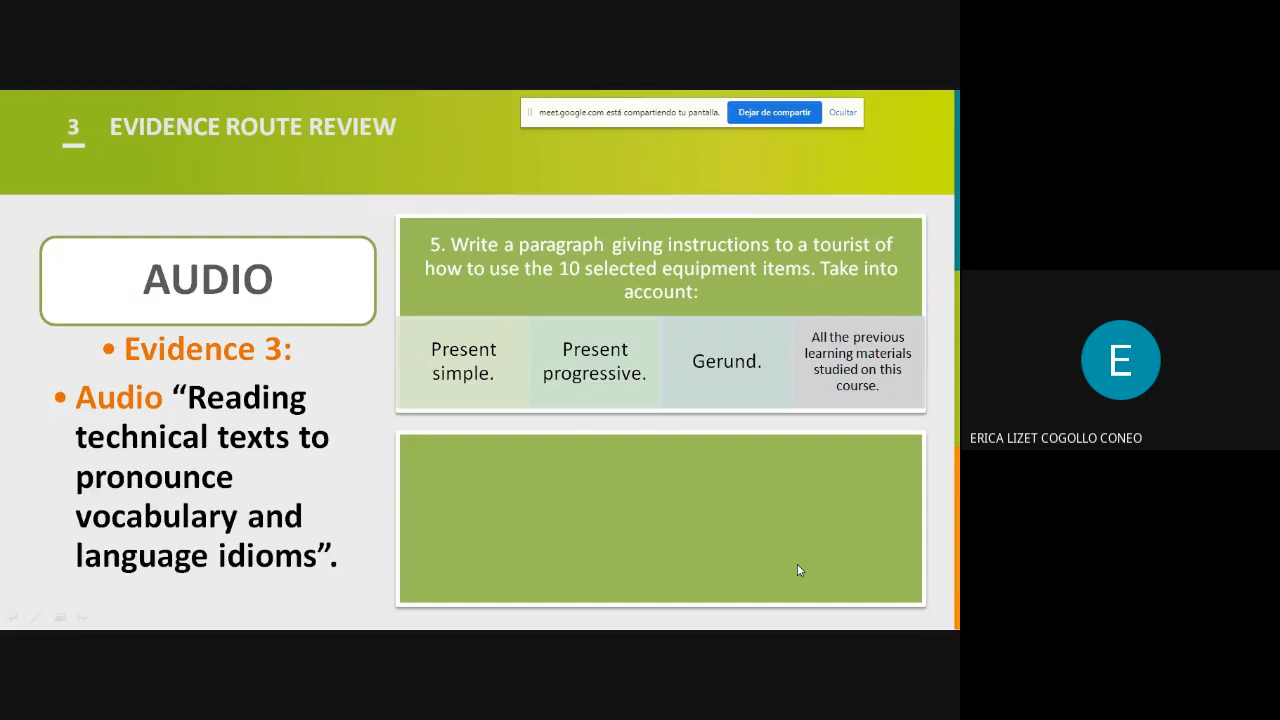 3 EVIDENCE ROUTE REVIEW
meet.google.com está compartiendo tu pantalla. Dejar de compartir Ocultar
AUDIO
• Evidence 3:
• Audio “Reading
technical texts to
pronounce
vocabulary and
language idioms”.
5. Write a paragraph giving instructions to a tourist of
how to use the 10 selected equipment items. Take into
account:
Present
simple.
Present
progressive.
Gerund.
All the previous
learning materials
studied on this
course.
E
ERICA LIZET COGOLLO CONEO